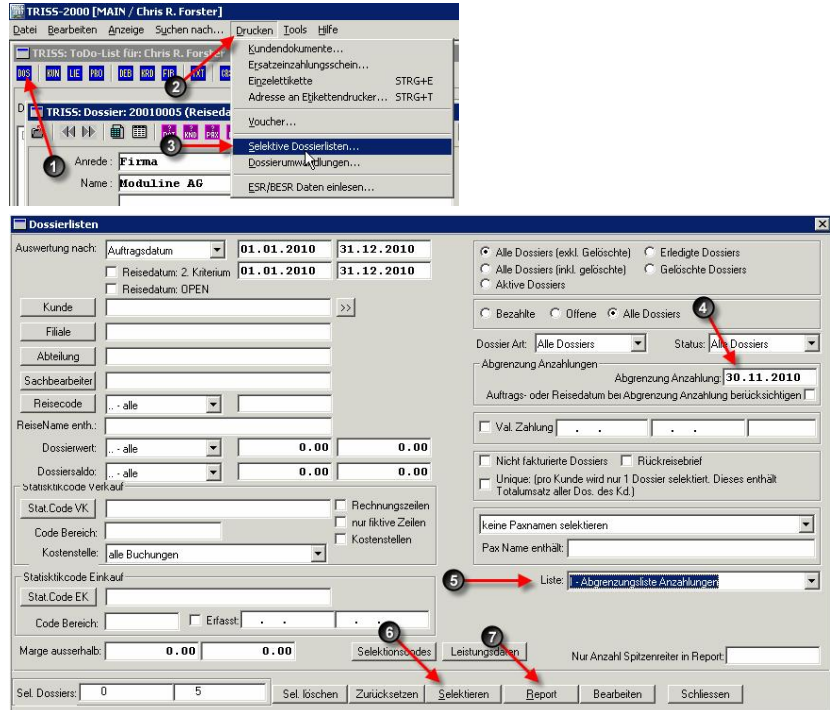 TRISS-2000 [MAIN / Chris R. Forster]
Datei Bearbeiten Anzeige Suchen nach... Drucken Tools Hilfe
TRISS: ToDo-List für: Chris R. Forster
DOS KUN LIE PRO DEB KRD FIB
TRISS: Dossier: 20010005 (Reiseda
Anrede: Firma
Name: Moduline AG
Kundendokumente...
Ersatzeinzahlungsschein...
Einzelettikette STRG+E
Adresse an Etikettendrucker... STRG+T
Voucher...
Selektive Dossierlisten...
Dossierumwandlungen...
ESR/BESR Daten einlesen...
1
2
3
Dossierlisten
Auswertung nach: Auftragsdatum 01.01.2010 31.12.2010
Reisedatum: 2. Kriterium 01.01.2010 31.12.2010
Reisedatum: OPEN
Kunde >>
Filiale
Abteilung
Sachbearbeiter
Reisecode .. - alle
ReiseName enth.:
Dossierwert: .. - alle 0.00 0.00
Dossiersaldo: .. - alle 0.00 0.00
Statistikcode Verkauf
Stat.Code VK Rechnungszeilen
Code Bereich: nur fiktive Zeilen
Kostenstellen
Kostenstelle: alle Buchungen
Statisktikcode Einkauf
Stat.Code EK
Code Bereich: Erfasst: . . . .
Marge ausserhalb: 0.00 0.00 Selektionscodes Leistungsdaten
Alle Dossiers (exkl. Gelöschte) Erledigte Dossiers
Alle Dossiers (inkl. gelöschte) Gelöschte Dossiers
Aktive Dossiers
Bezahlte Offene Alle Dossiers
4
Dossier Art: Alle Dossiers Status: Alle Dossiers
Abgrenzung Anzahlungen
Abgrenzung Anzahlung: 30.11.2010
Auftrags- oder Reisedatum bei Abgrenzung Anzahlung berücksichtigen
Val. Zahlung . . . .
Nicht fakturierte Dossiers Rückreisebrief
Unique: (pro Kunde wird nur 1 Dossier selektiert. Dieses enthält
Totalumsatz aller Dos. des Kd.)
keine Paxnamen selektieren
Pax Name enthält:
5
Liste: - Abgrenzungsliste Anzahlungen
6
7
Nur Anzahl Spitzenreiter in Report:
Sel. Dossiers: 0 5 Sel. löschen Zurücksetzen Selektieren Report Bearbeiten Schliessen